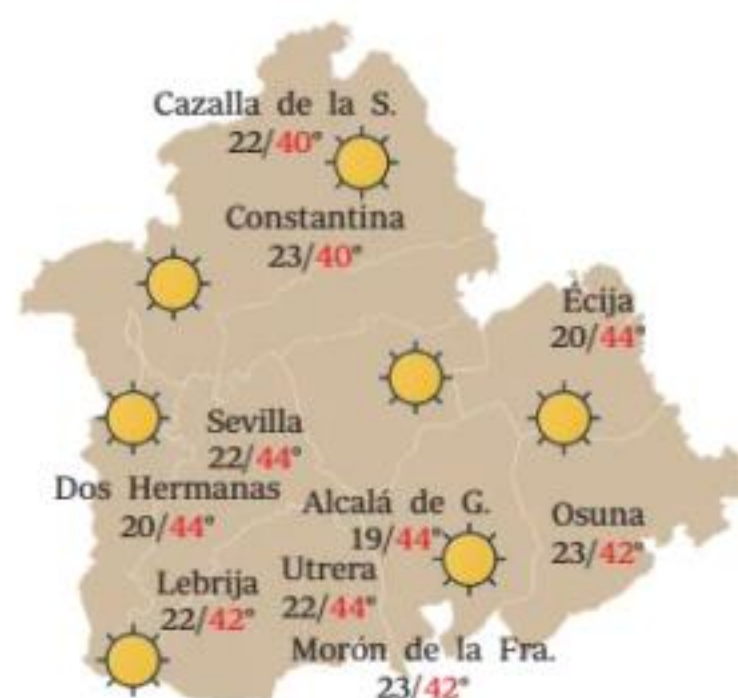 Cazalla de la S.
22/40°
Constantina
23/40°
Écija
20/44°
Sevilla
22/44°
Dos Hermanas
20/44°
Alcalá de G.
19/44°
Osuna
23/42°
Lebrija
22/42°
Utrera
22/44°
Morón de la Fra.
23/42°